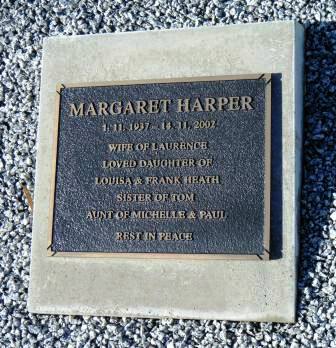 MARGARET HARPER
1. 11. 1937 - 14. 11. 2002
WIFE OF LAURENCE
LOVED DAUGHTER OF
LOUISA & FRANK HEATH
SISTER OF TOM
AUNT OF MICHELLE & PAUL
REST IN PEACE